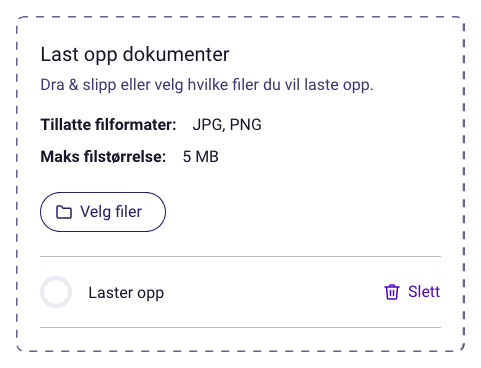 Last opp dokumenter
Dra & slipp eller velg hvilke filer du vil laste opp.
Tillatte filformater: JPG, PNG
Maks filstørrelse: 5 MB
Velg filer
Laster opp Slett